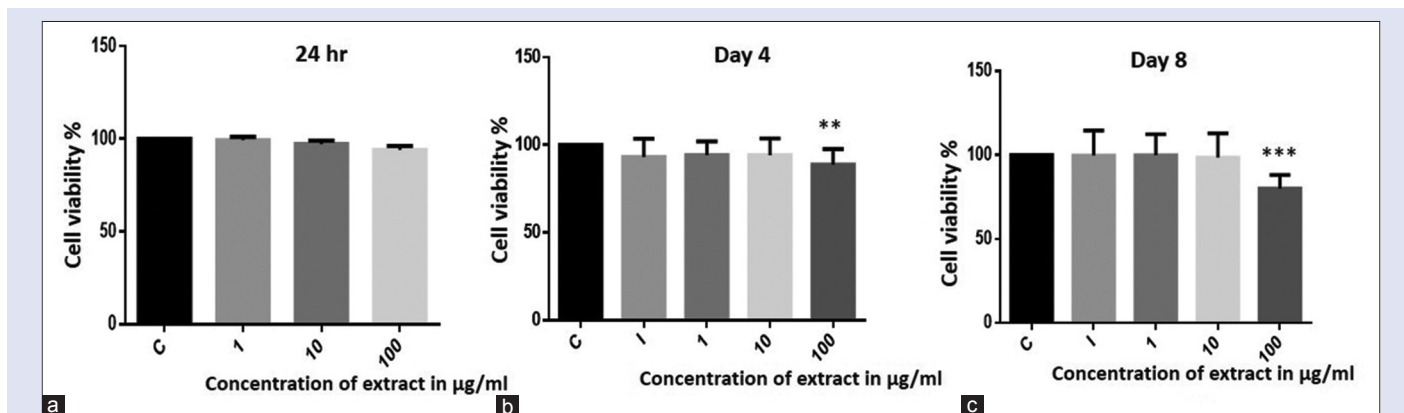 24 hr
150
100
50
0
Cell viability %
C 1 10 100
Concentration of extract in µg/ml
a
Day 4
150
100
50
0
Cell viability %
C I 1 10 100
**
Concentration of extract in µg/ml
b
Day 8
150
100
50
0
Cell viability %
C I 1 10 100
***
Concentration of extract in µg/ml
c